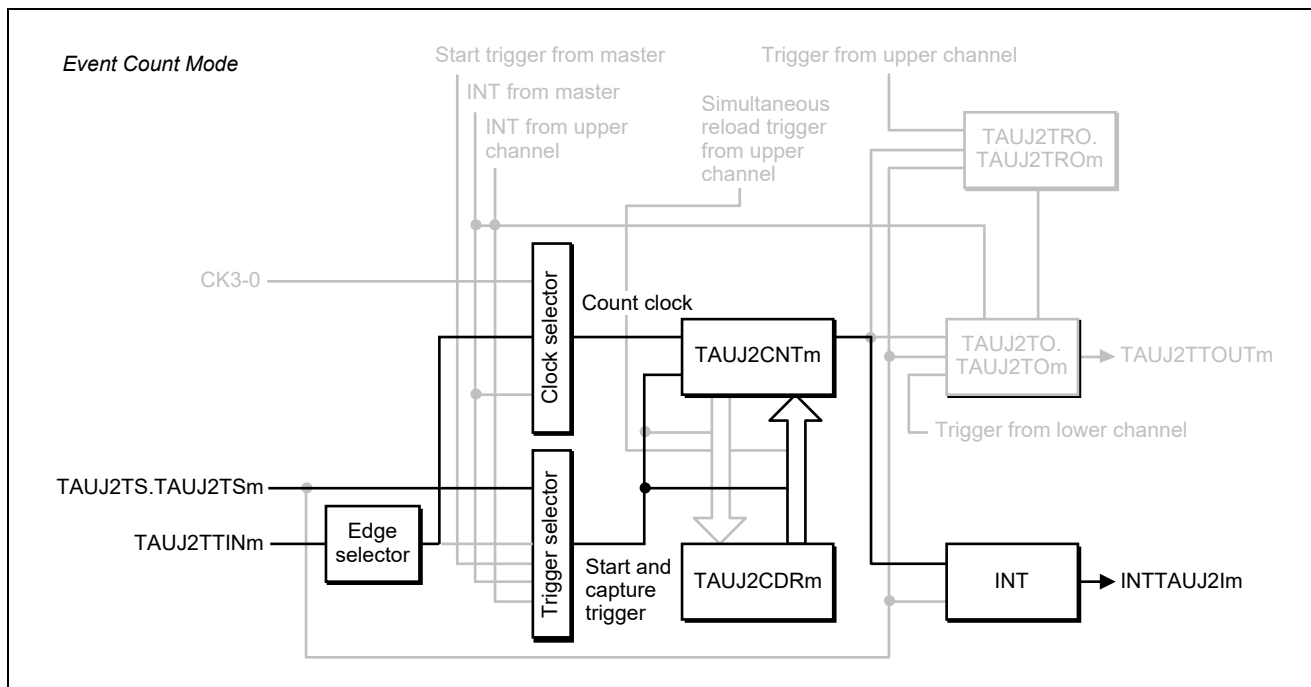 Event Count Mode
Start trigger from master
INT from master
INT from upper
channel
Simultaneous
reload trigger
from upper
channel
Trigger from upper channel
TAUJ2TRO.
TAUJ2TROm
CK3-0
Clock selector
Count clock
TAUJ2CNTm
TAUJ2TO.
TAUJ2TOm
TAUJ2TTOUTm
Trigger from lower channel
TAUJ2TS.TAUJ2TSm
TAUJ2TTINm
Edge
selector
Trigger selector
Start and
capture
trigger
TAUJ2CDRm
INT
INTTAUJ2Im